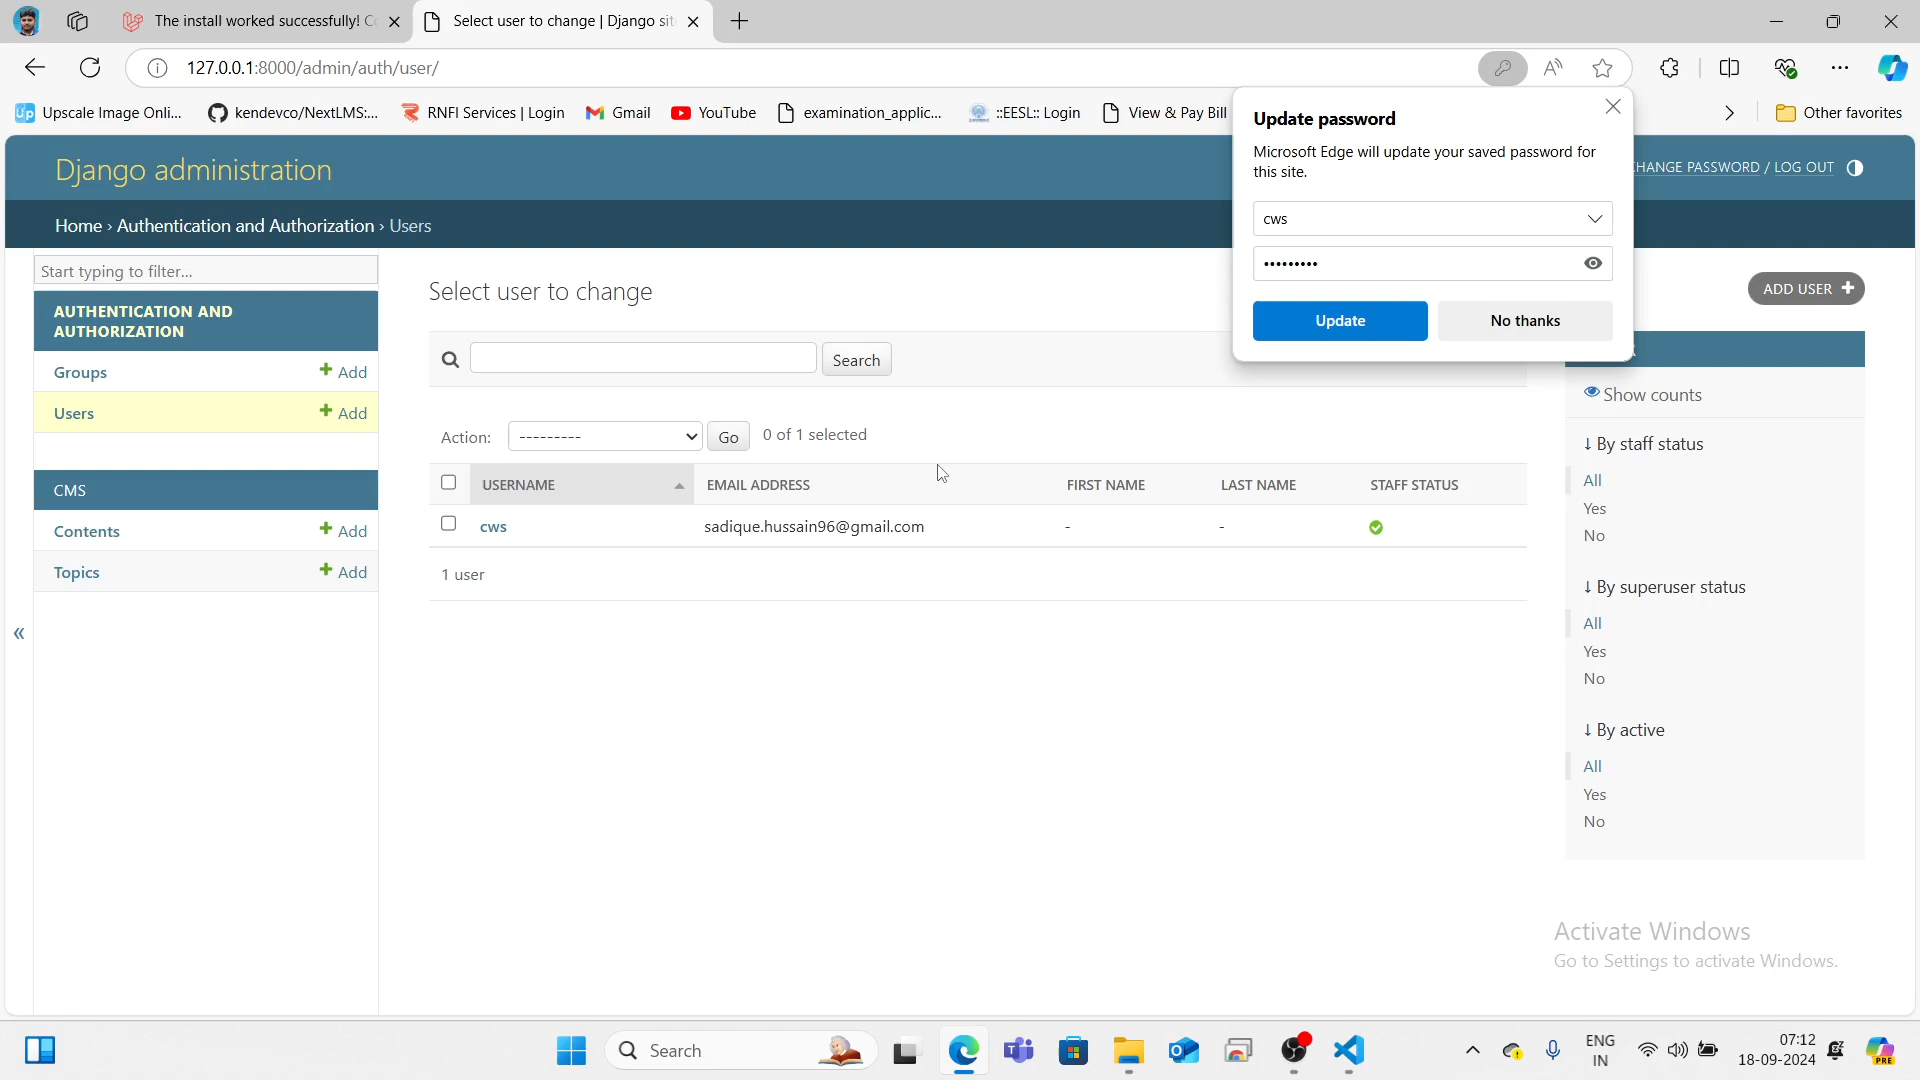 The install worked successfully! C
Select user to change | Django sit
127.0.0.1:8000/admin/auth/user/
Upscale Image Onli...
kendevco/NextLMS:...
RNFI Services | Login
Gmail
YouTube
examination_applic...
::EESL:: Login
View & Pay Bill
Other favorites
Update password
Microsoft Edge will update your saved password for
this site.
cws
•••••••••
Update
No thanks
Django administration
CHANGE PASSWORD / LOG OUT
Home › Authentication and Authorization › Users
Start typing to filter...
AUTHENTICATION AND
AUTHORIZATION
Groups
+ Add
Users
+ Add
CMS
Contents
+ Add
Topics
+ Add
«
Select user to change
ADD USER +
Search
Action:
---------
Go
0 of 1 selected
USERNAME
EMAIL ADDRESS
FIRST NAME
LAST NAME
STAFF STATUS
cws
sadique.hussain96@gmail.com
-
-
1 user
Show counts
↓ By staff status
All
Yes
No
↓ By superuser status
All
Yes
No
↓ By active
All
Yes
No
Activate Windows
Go to Settings to activate Windows.
Search
ENG
IN
07:12
18-09-2024
PRE